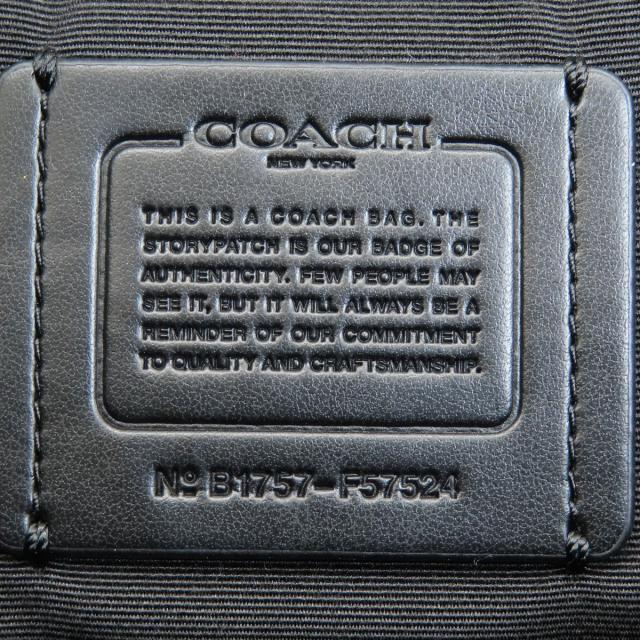 COACH
NEW YORK
THIS IS A COACH BAG. THE
STORYPATCH IS OUR BADGE OF
AUTHENTICITY. FEW PEOPLE MAY
SEE IT, BUT IT WILL ALWAYS BE A
REMINDER OF OUR COMMITMENT
TO QUALITY AND CRAFTSMANSHIP.
Nº B1757-F57524